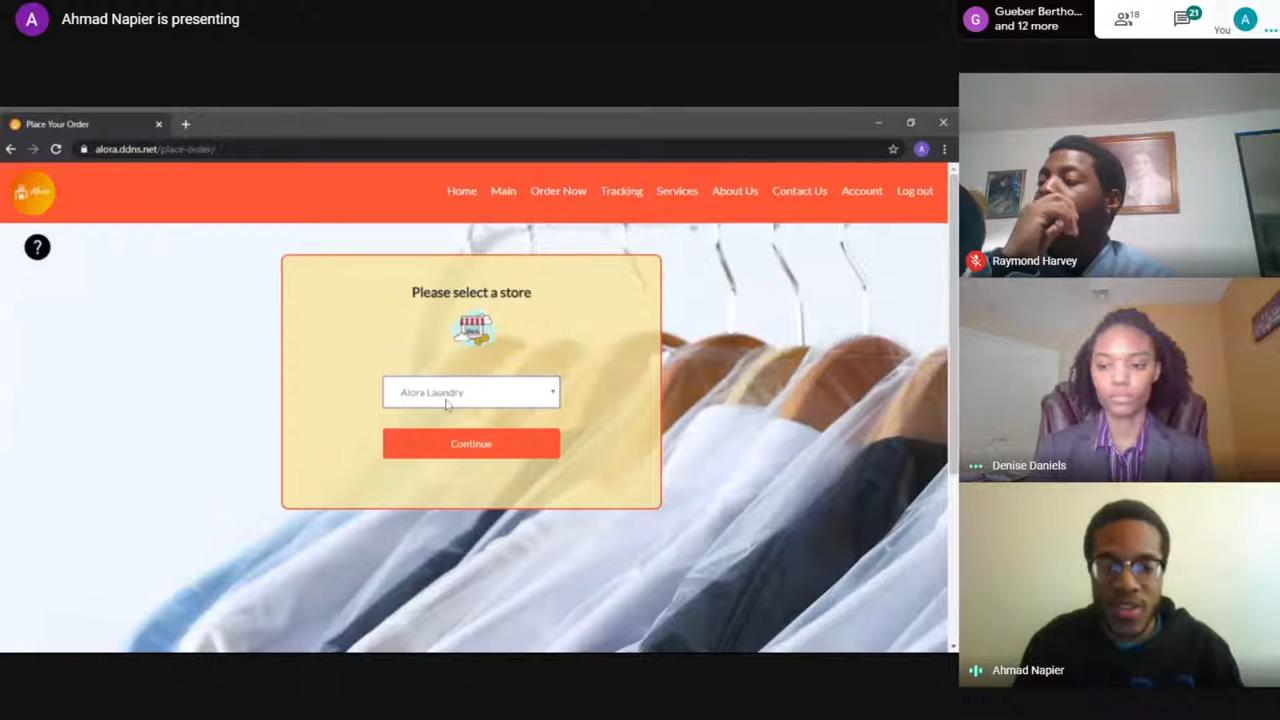 A
Ahmad Napier is presenting
G
Gueber Bertho...
and 12 more
18
21
You
A
Place Your Order
alora.ddns.net/place-order/
A
Alora
Home
Main
Order Now
Tracking
Services
About Us
Contact Us
Account
Log out
?
Please select a store
Alora Laundry
Continue
Raymond Harvey
Denise Daniels
Ahmad Napier